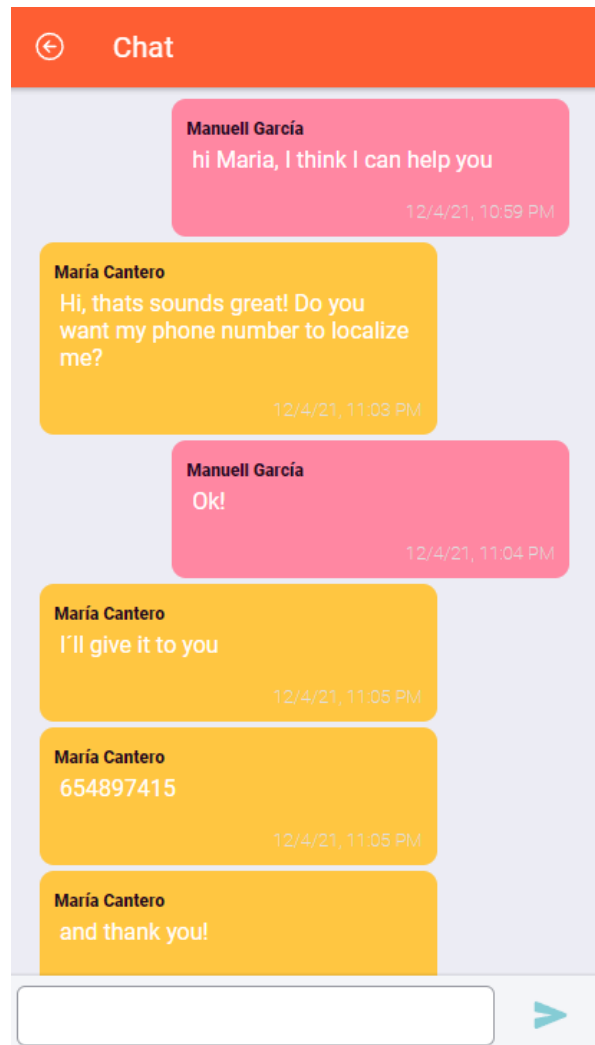 Chat
Manuell García
hi Maria, I think I can help you
12/4/21, 10:59 PM
María Cantero
Hi, thats sounds great! Do you
want my phone number to localize
me?
12/4/21, 11:03 PM
Manuell García
Ok!
12/4/21, 11:04 PM
María Cantero
I´ll give it to you
12/4/21, 11:05 PM
María Cantero
654897415
12/4/21, 11:05 PM
María Cantero
and thank you!